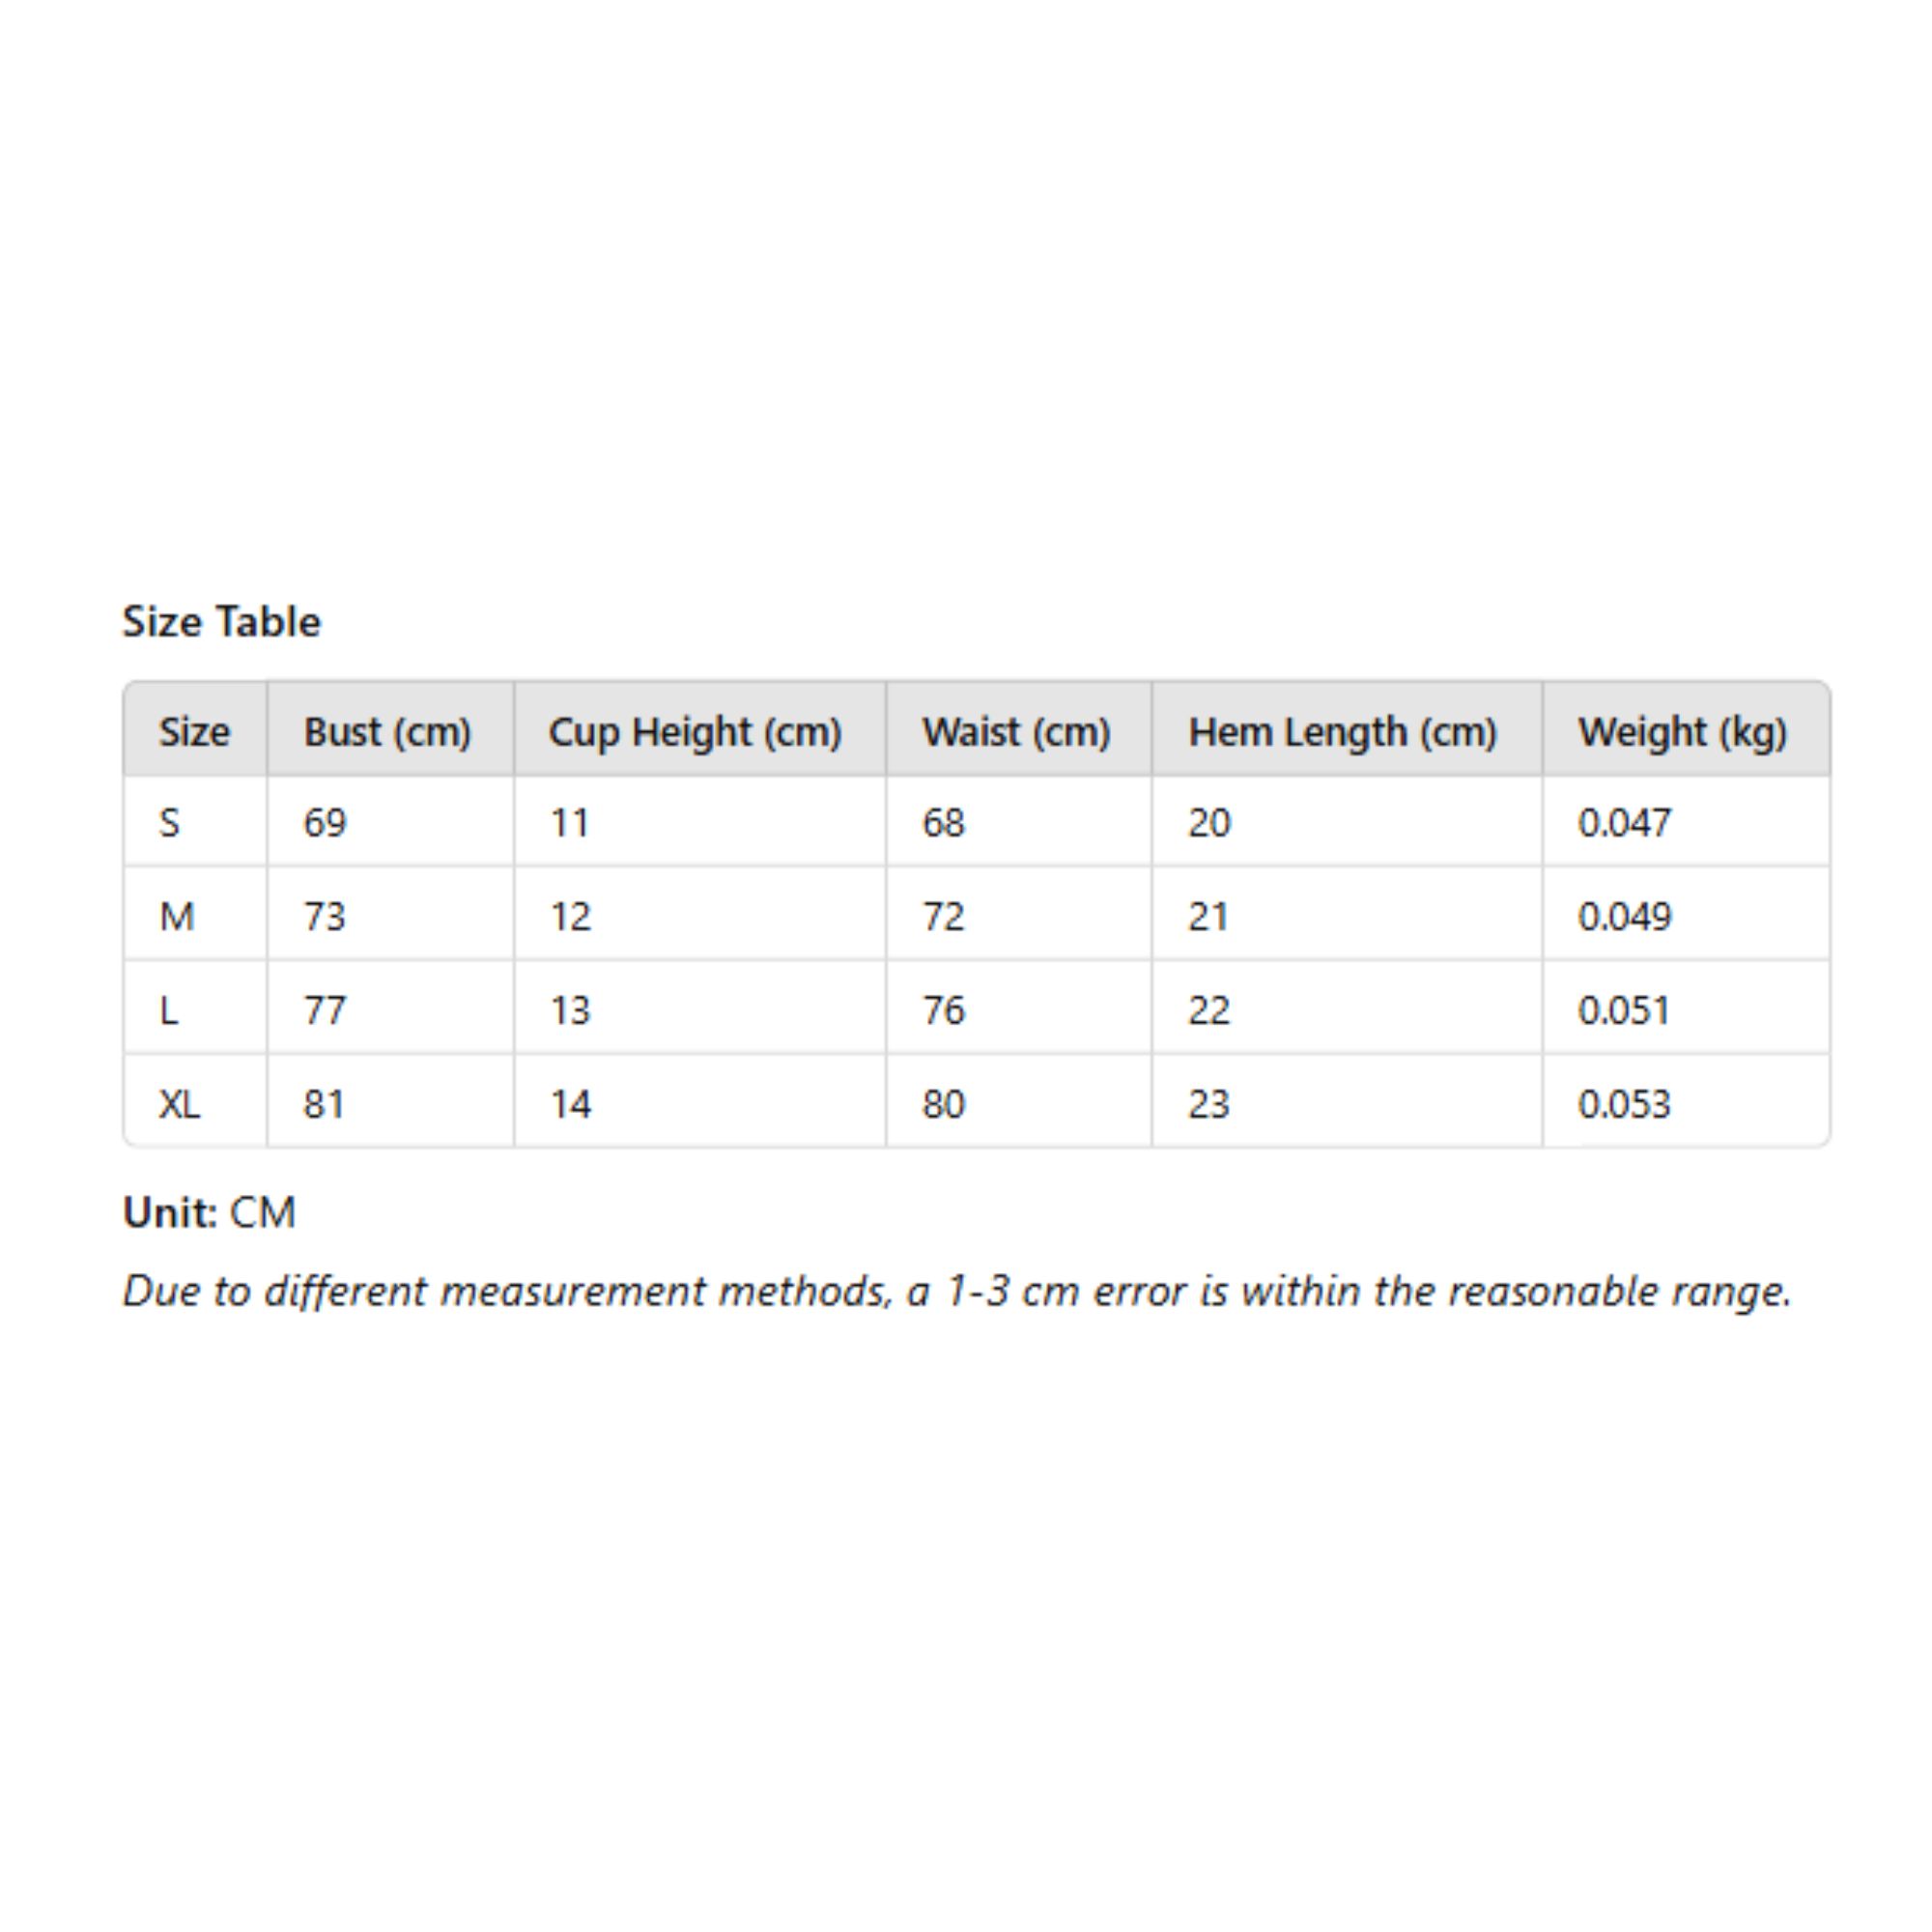 Size Table
Size Bust (cm) Cup Height (cm) Waist (cm) Hem Length (cm) Weight (kg)
S 69 11 68 20 0.047
M 73 12 72 21 0.049
L 77 13 76 22 0.051
XL 81 14 80 23 0.053
Unit: CM
Due to different measurement methods, a 1-3 cm error is within the reasonable range.